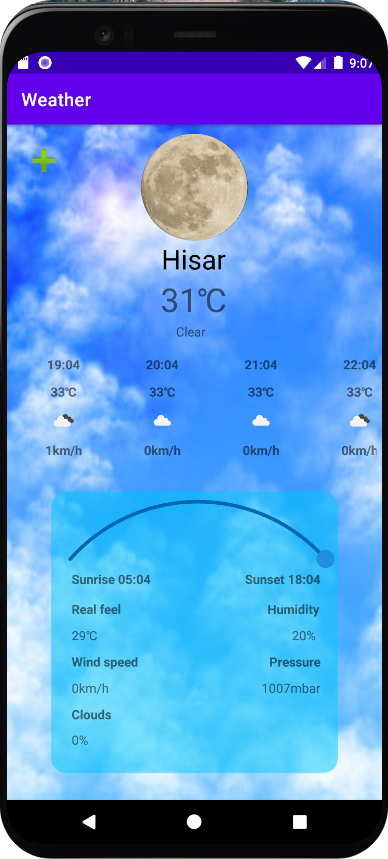 9:07
Weather
Hisar
31℃
Clear
19:04 20:04 21:04 22:04
33℃ 33℃ 33℃ 33℃
1km/h 0km/h 0km/h 0km/h
Sunrise 05:04 Sunset 18:04
Real feel Humidity
29℃ 20%
Wind speed Pressure
0km/h 1007mbar
Clouds
0%